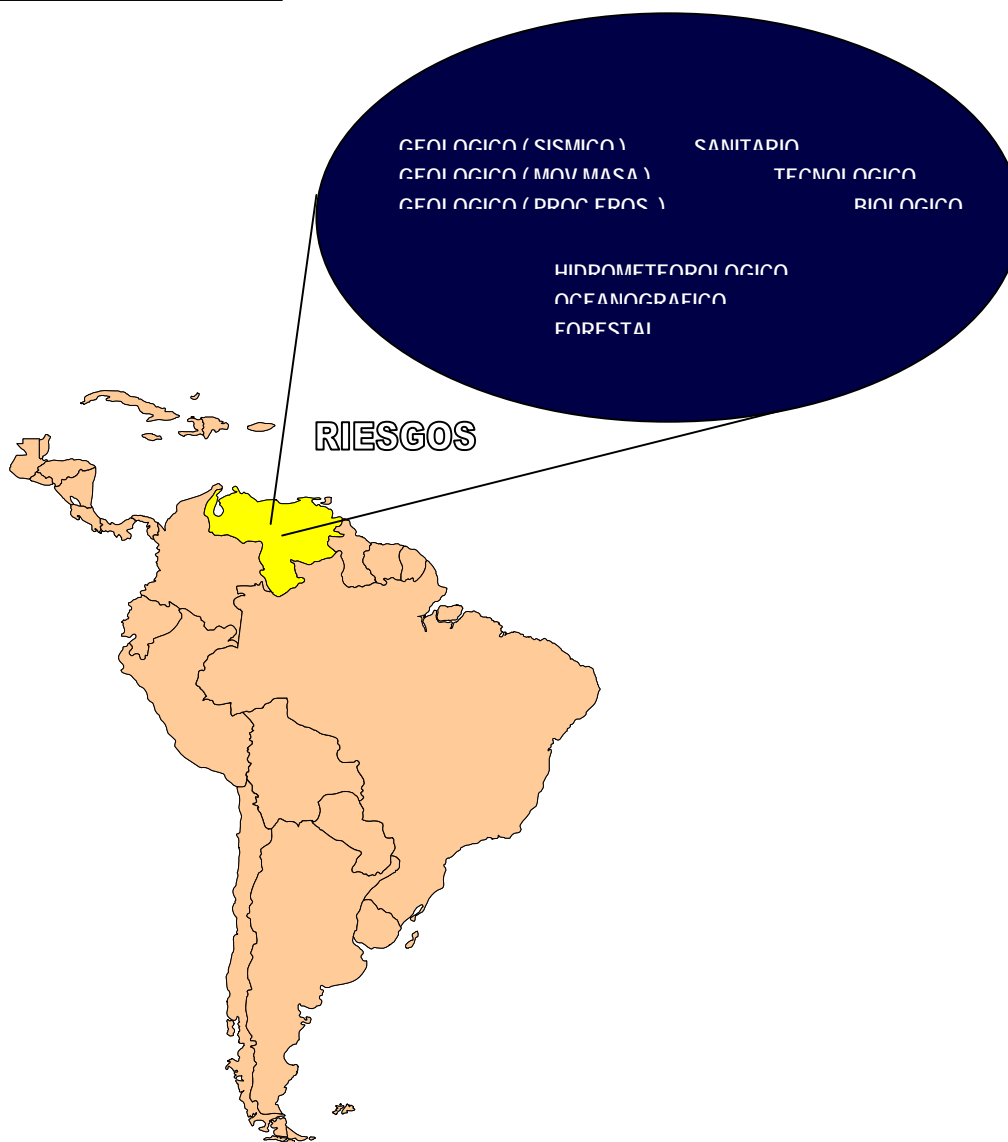 GEOLOGICO ( SISMICO ) SANITARIO
GEOLOGICO ( MOV.MASA ) TECNOLOGICO
GEOLOGICO ( PROC.EROS. ) BIOLOGICO
HIDROMETEOROLOGICO
OCEANOGRAFICO
FORESTAL
RIESGOS